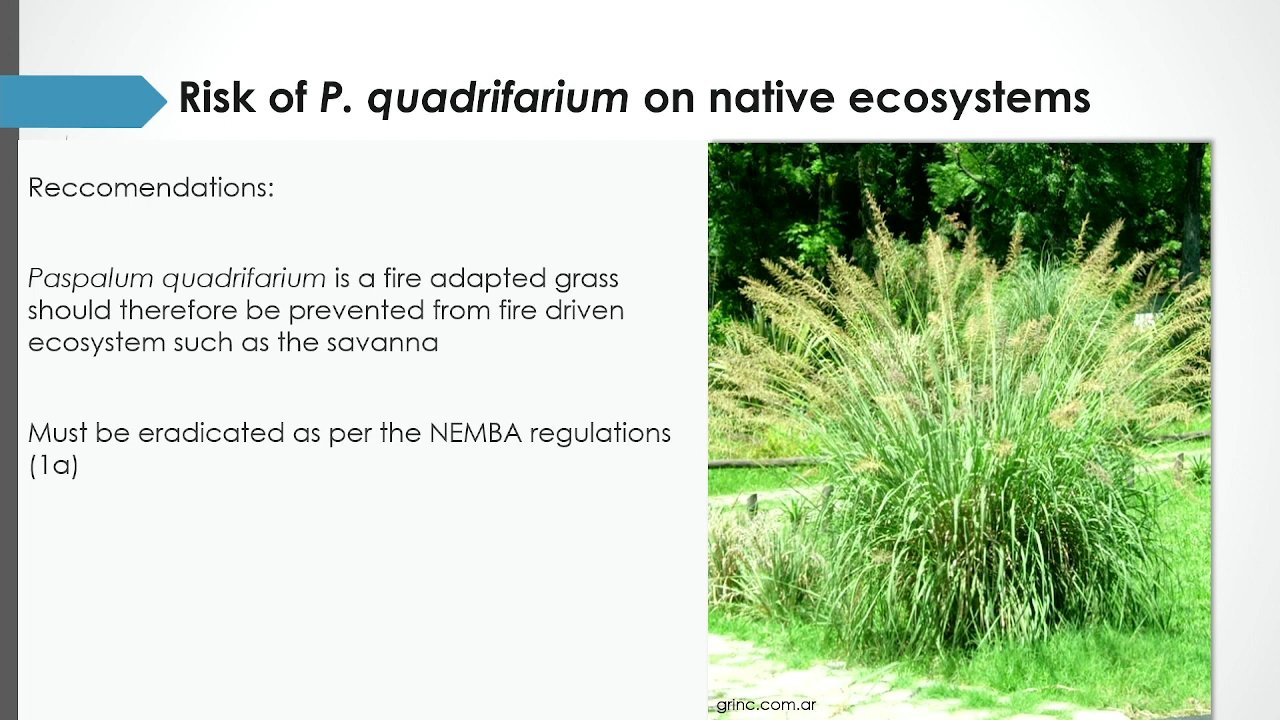 Risk of P. quadrifarium on native ecosystems
Reccomendations:
Paspalum quadrifarium is a fire adapted grass
should therefore be prevented from fire driven
ecosystem such as the savanna
Must be eradicated as per the NEMBA regulations
(1a)
grinc.com.ar